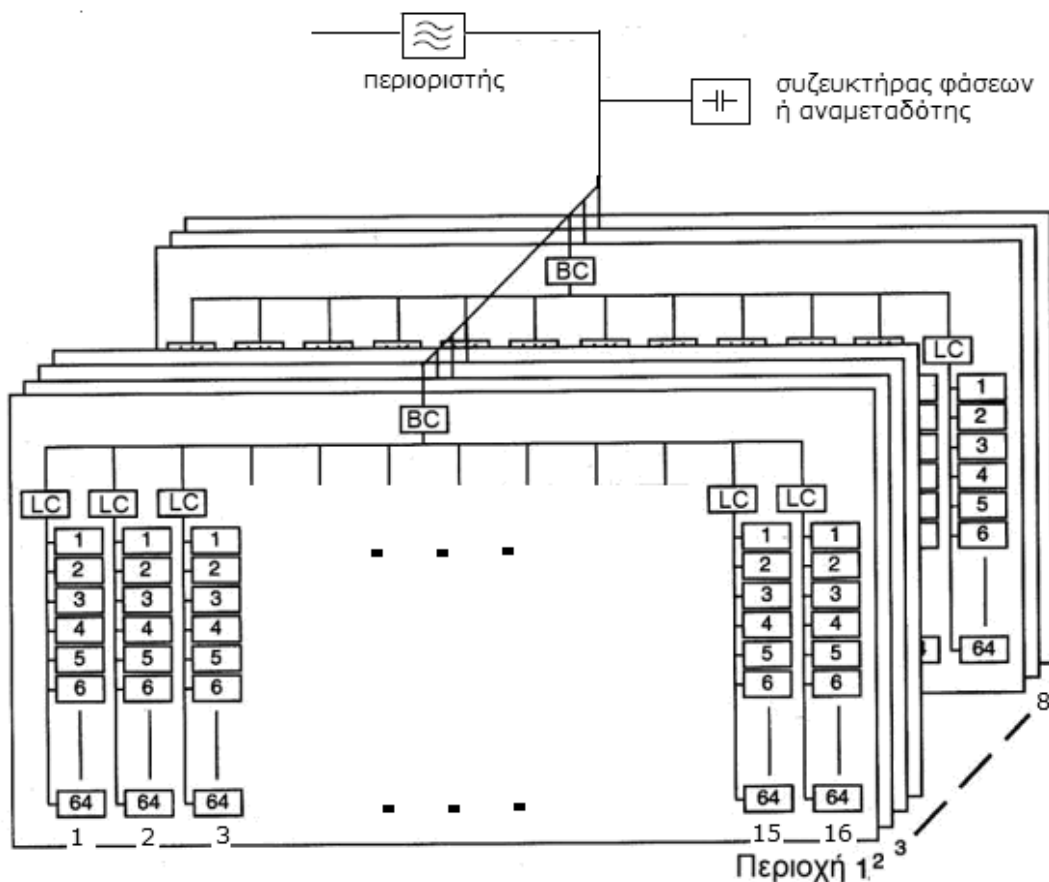 περιοριστής
συζευκτήρας φάσεων
ή αναμεταδότης
BC
LC
1
2
3
4
5
6
64
8
BC
LC LC LC LC LC
1 1 1 1 1
2 2 2 2 2
3 3 3 3 3
4 4 4 4 4
5 5 5 5 5
6 6 6 6 6
64 64 64 64 64
1 2 3 15 16
Περιοχή 1 2 3